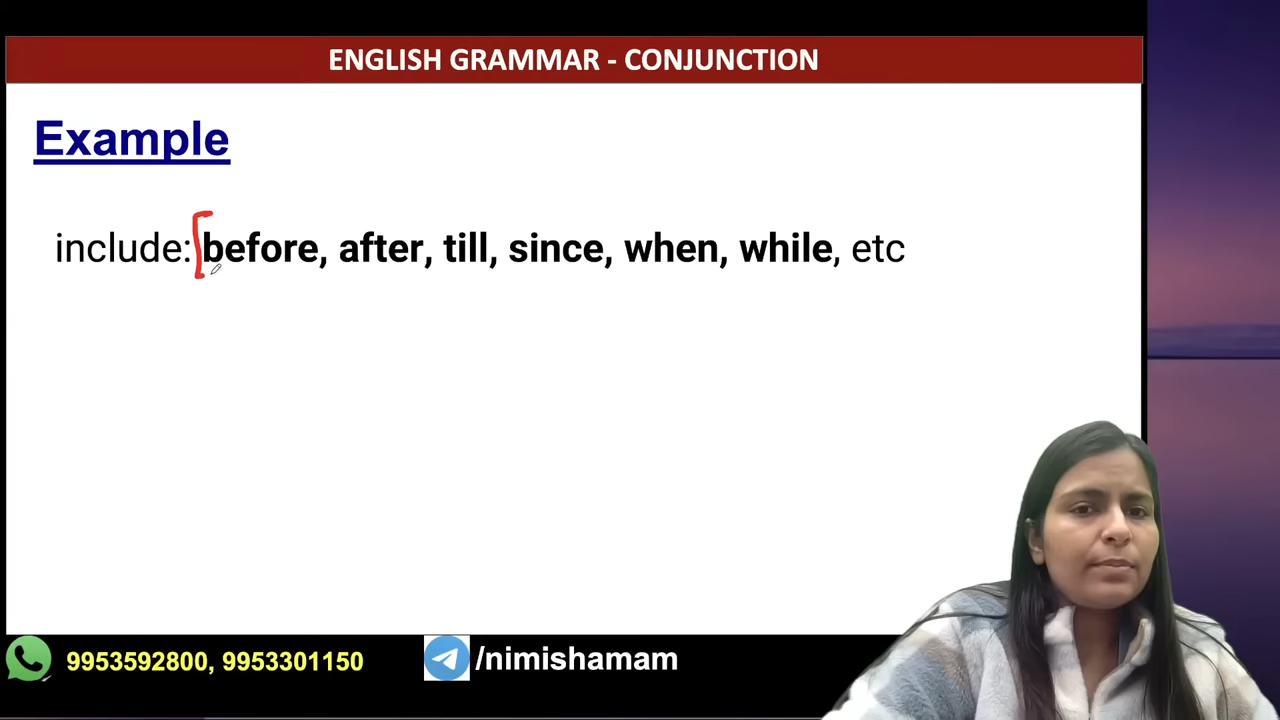 ENGLISH GRAMMAR - CONJUNCTION
Example
include: before, after, till, since, when, while, etc
9953592800, 9953301150
/nimishamam